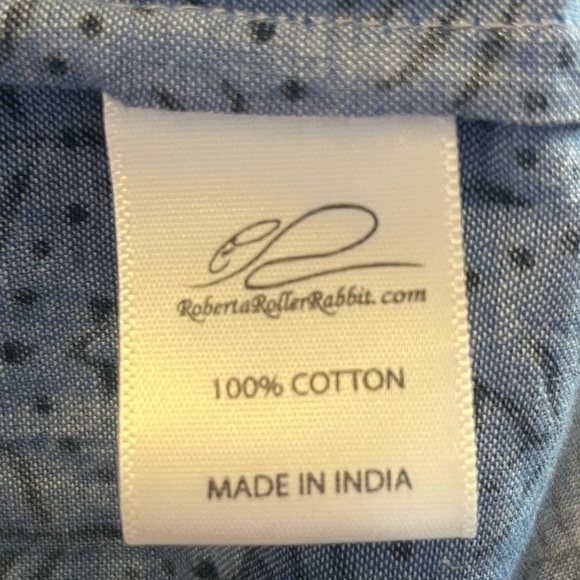 RobertaRollerRabbit.com
100% COTTON
MADE IN INDIA